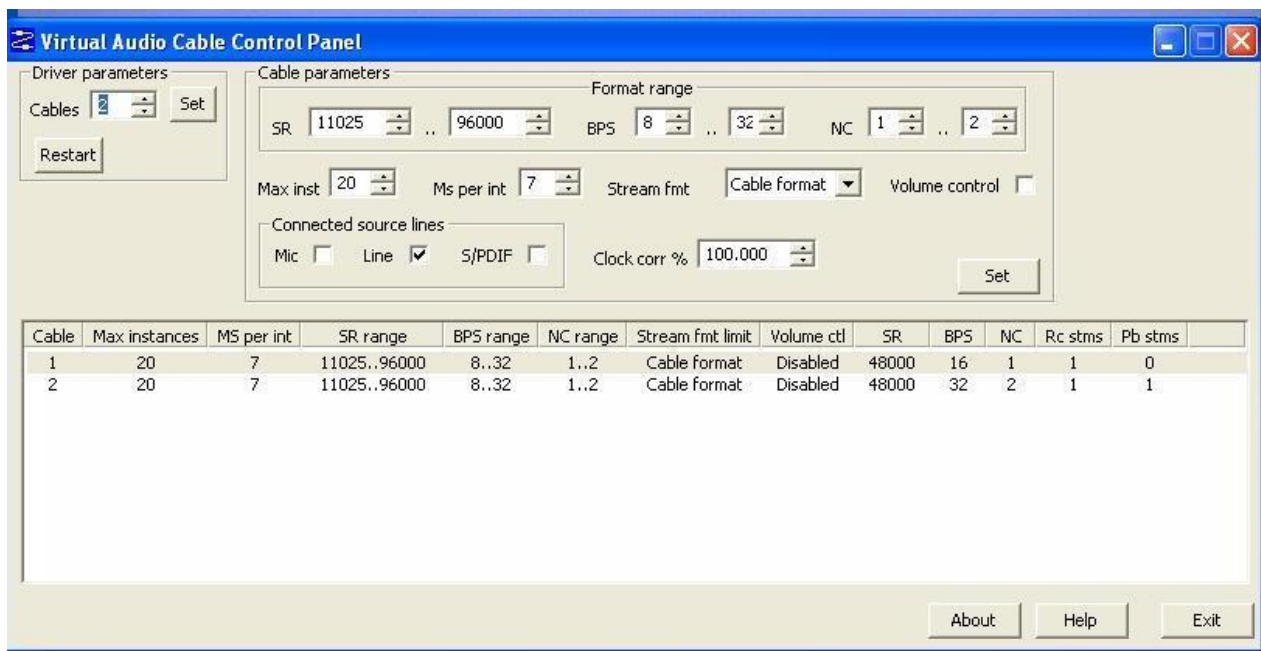 Virtual Audio Cable Control Panel
Driver parameters
Cables 2 Set
Restart
Cable parameters
Format range
SR 11025 .. 96000 BPS 8 .. 32 NC 1 .. 2
Max inst 20 Ms per int 7 Stream fmt Cable format Volume control
Connected source lines
Mic Line S/PDIF Clock corr % 100.000
Set
Cable Max instances MS per int SR range BPS range NC range Stream fmt limit Volume ctl SR BPS NC Rc stms Pb stms
1 20 7 11025..96000 8..32 1..2 Cable format Disabled 48000 16 1 1 0
2 20 7 11025..96000 8..32 1..2 Cable format Disabled 48000 32 2 1 1
About Help Exit